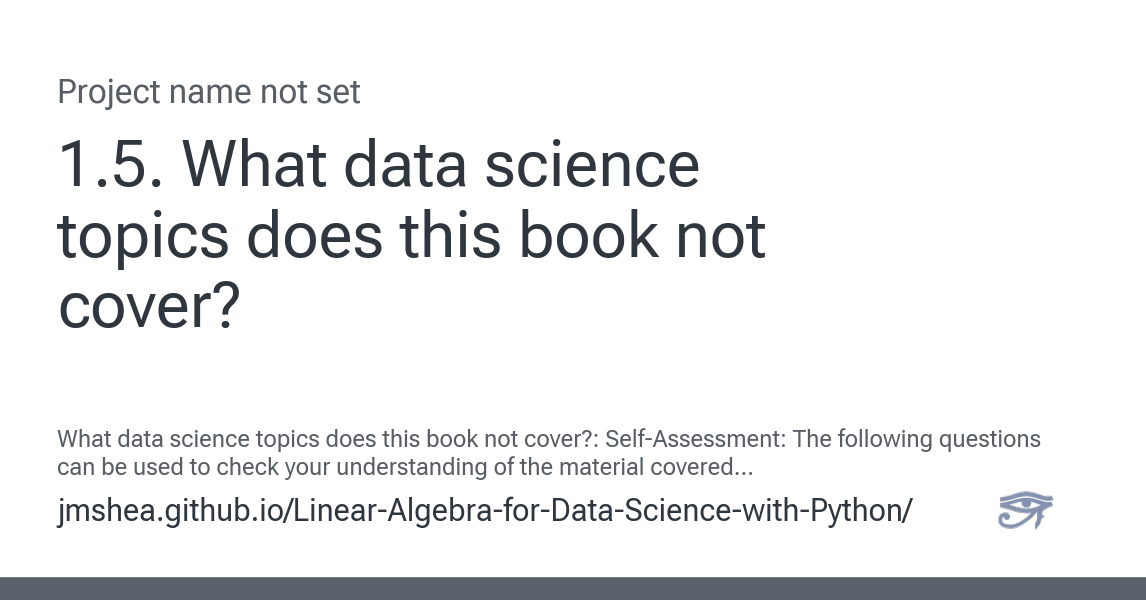 Project name not set
1.5. What data science
topics does this book not
cover?
What data science topics does this book not cover?: Self-Assessment: The following questions
can be used to check your understanding of the material covered...
jmshea.github.io/Linear-Algebra-for-Data-Science-with-Python/